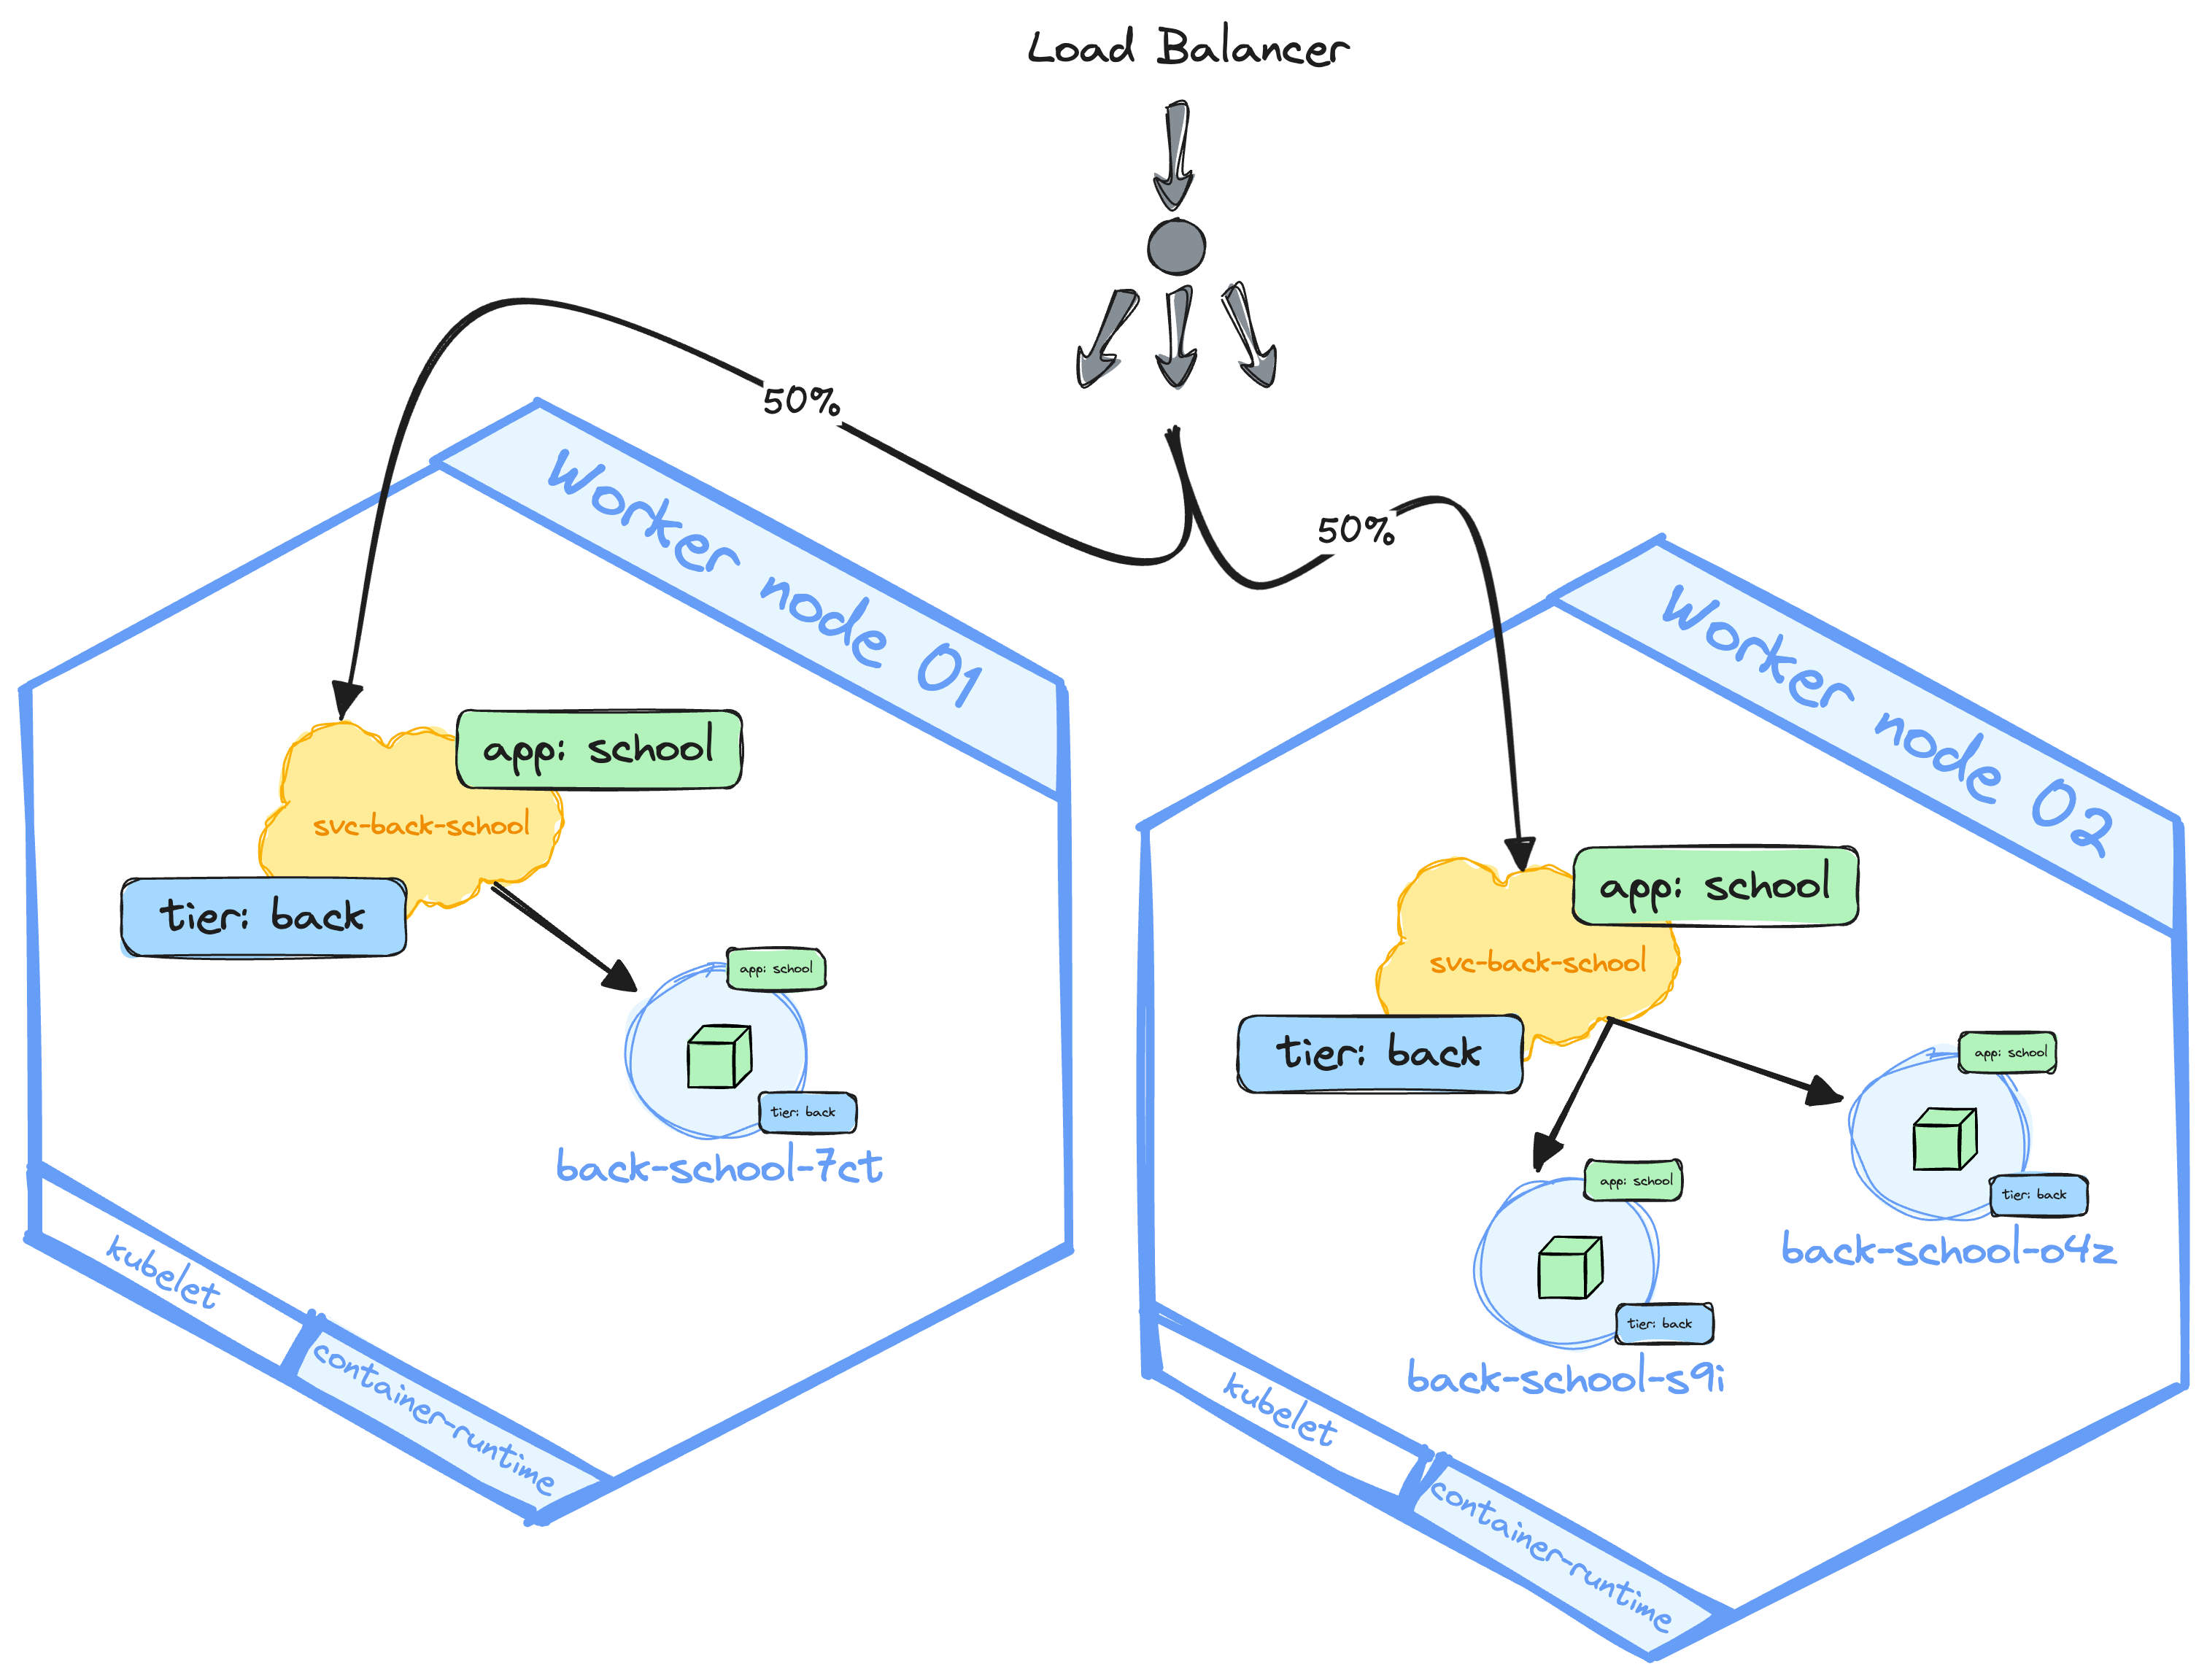 Load Balancer
50%
50%
Worker node 01
app: school
svc-back-school
tier: back
app: school
tier: back
back-school-7ct
kubelet
container-runtime
Worker node 02
app: school
svc-back-school
tier: back
app: school
tier: back
back-school-o4z
app: school
tier: back
back-school-s9i
kubelet
container-runtime